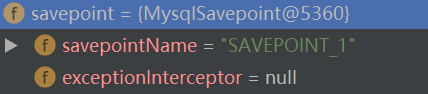 f savepoint = {MysqlSavepoint@5360}
f savepointName = "SAVEPOINT_1"
f exceptionInterceptor = null